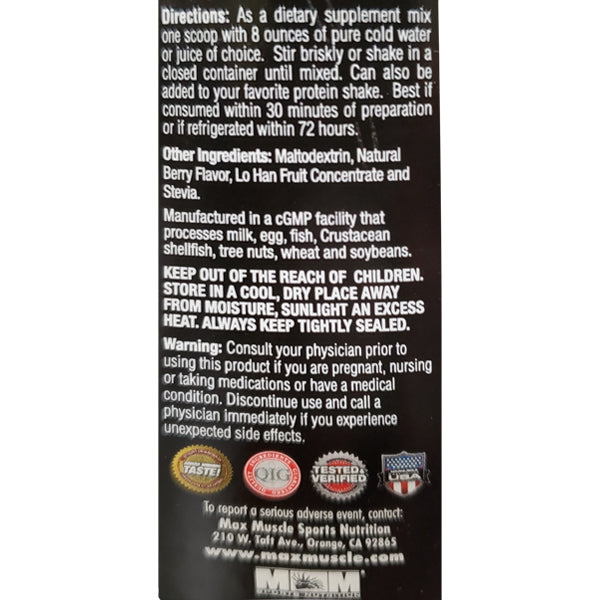 Directions: As a dietary supplement mix
one scoop with 8 ounces of pure cold water
or juice of choice. Stir briskly or shake in a
closed container until mixed. Can also be
added to your favorite protein shake. Best if
consumed within 30 minutes of preparation
or if refrigerated within 72 hours.
Other Ingredients: Maltodextrin, Natural
Berry Flavor, Lo Han Fruit Concentrate and
Stevia.
Manufactured in a cGMP facility that
processes milk, egg, fish, Crustacean
shellfish, tree nuts, wheat and soybeans.
KEEP OUT OF THE REACH OF CHILDREN.
STORE IN A COOL, DRY PLACE AWAY
FROM MOISTURE, SUNLIGHT AN EXCESS
HEAT. ALWAYS KEEP TIGHTLY SEALED.
Warning: Consult your physician prior to
using this product if you are pregnant, nursing
or taking medications or have a medical
condition. Discontinue use and call a
physician immediately if you experience
unexpected side effects.
TASTE!
QIG
TESTED &
VERIFIED
USA
To report a serious adverse event, contact:
Max Muscle Sports Nutrition
210 W. Taft Ave., Orange, CA 92865
www.maxmuscle.com
M M
SPORTS NUTRITION